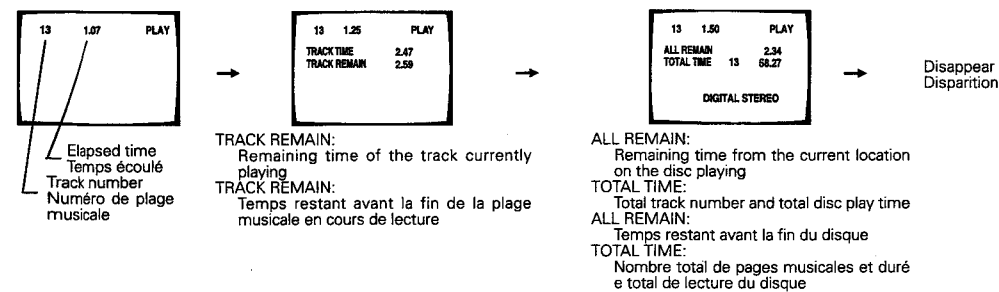 13 1.07 PLAY
Elapsed time
Temps écoulé
Track number
Numéro de plage
musicale
13 1.25 PLAY
TRACK TIME 2.47
TRACK REMAIN 2.59
TRACK REMAIN:
Remaining time of the track currently
playing
TRACK REMAIN:
Temps restant avant la fin de la plage
musicale en cours de lecture
13 1.50 PLAY
ALL REMAIN 2.34
TOTAL TIME 13 68.27
DIGITAL STEREO
ALL REMAIN:
Remaining time from the current location
on the disc playing
TOTAL TIME:
Total track number and total disc play time
ALL REMAIN:
Temps restant avant la fin du disque
TOTAL TIME:
Nombre total de pages musicales et duré
e total de lecture du disque
Disappear
Disparition